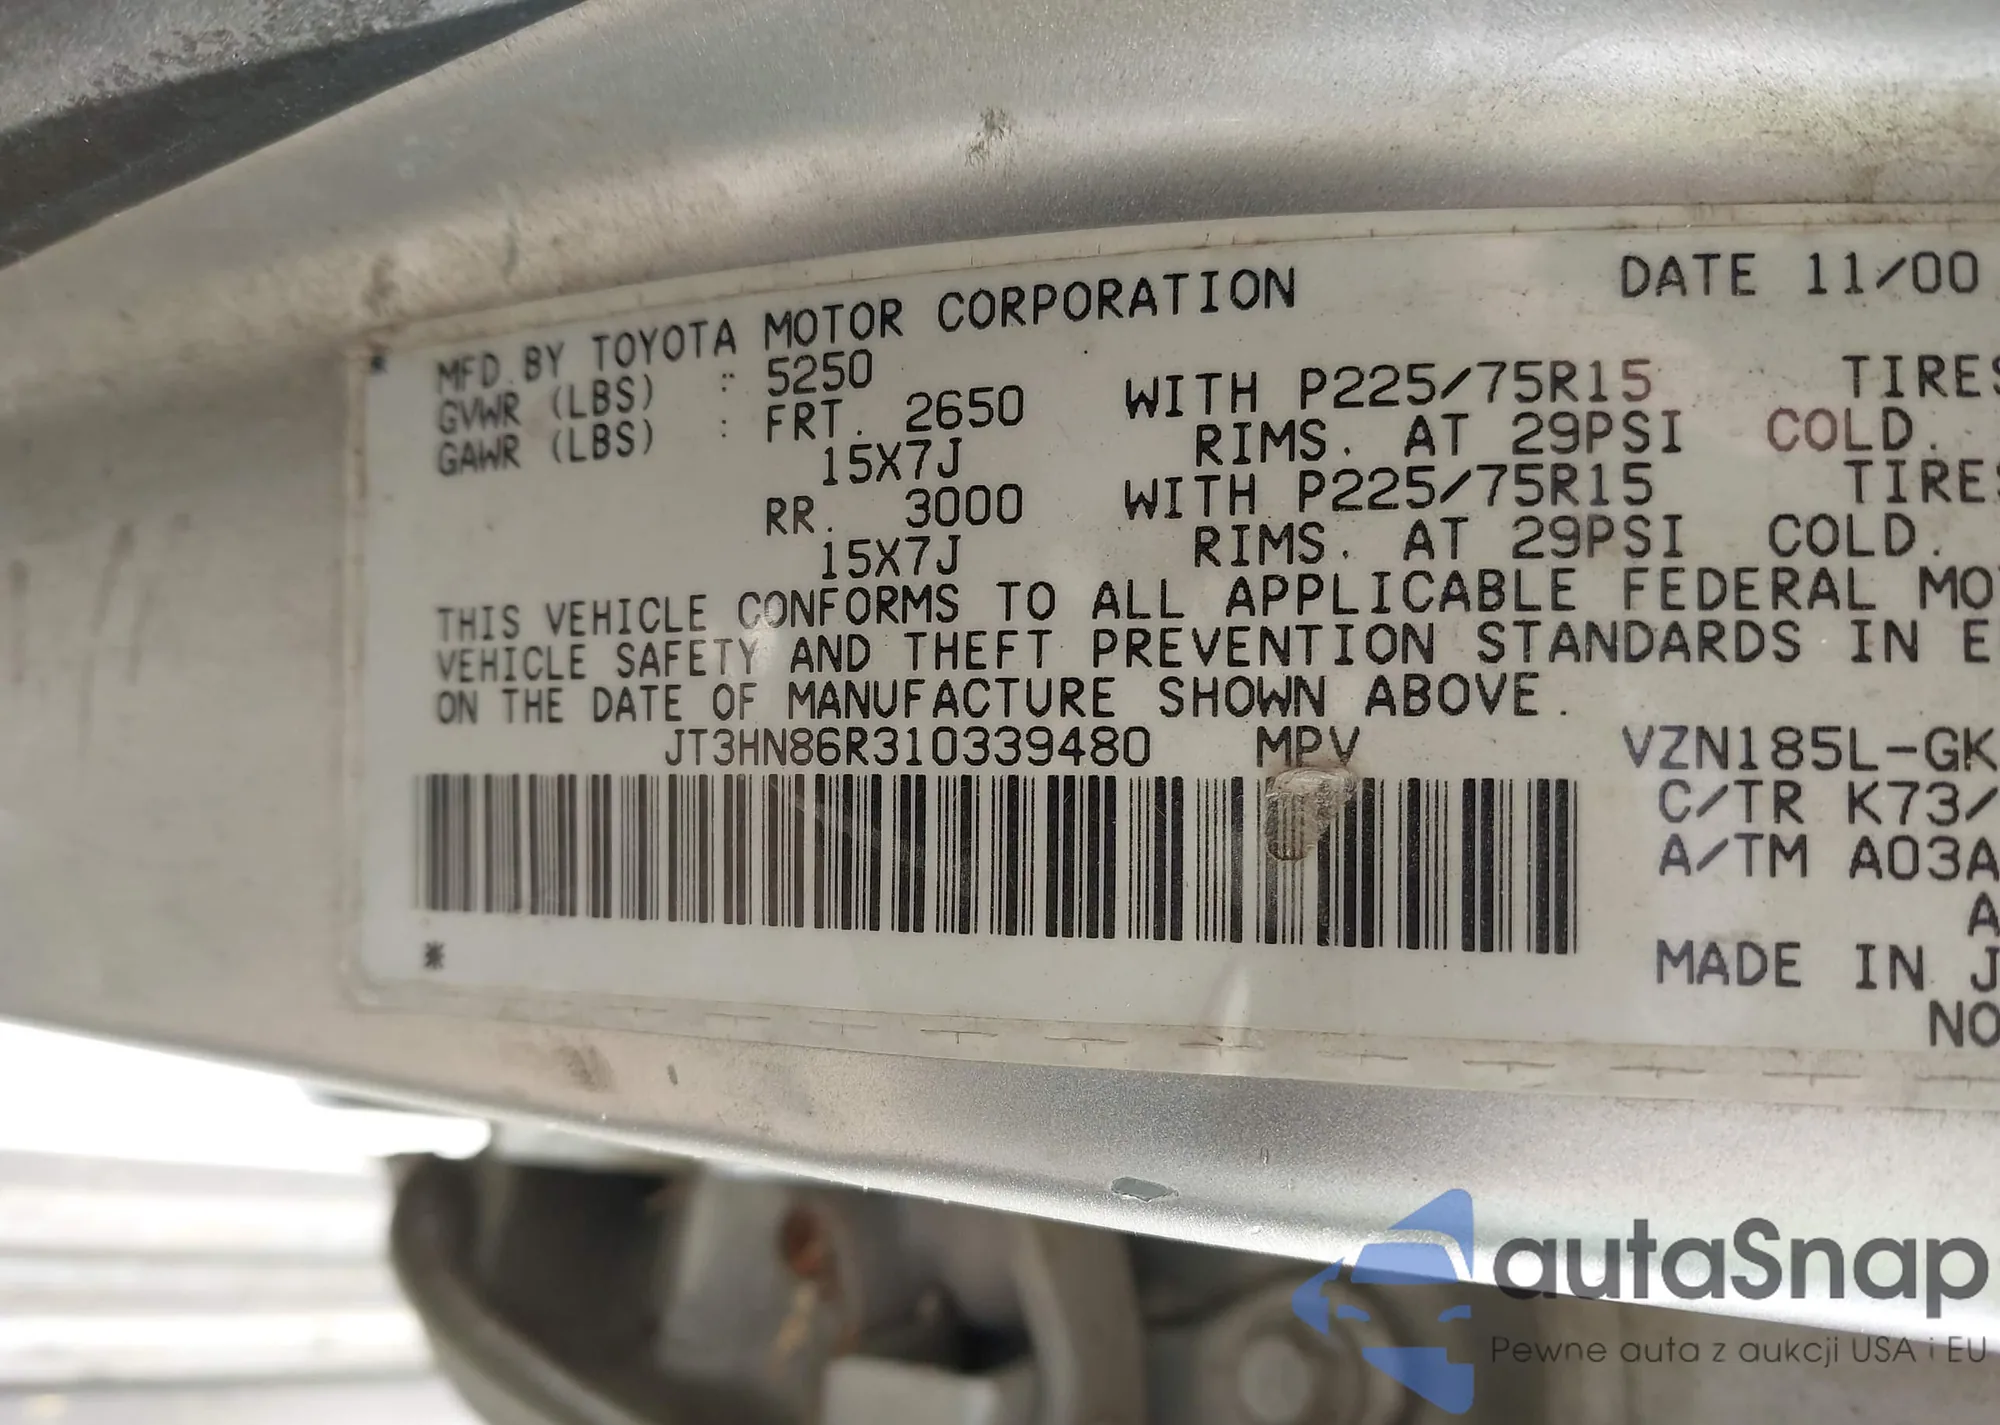 MFD. BY TOYOTA MOTOR CORPORATION DATE 11/00
GVWR (LBS) : 5250
GAWR (LBS) : FRT. 2650 WITH P225/75R15 TIRES
15X7J RIMS. AT 29PSI COLD.
RR. 3000 WITH P225/75R15 TIRES
15X7J RIMS. AT 29PSI COLD.
THIS VEHICLE CONFORMS TO ALL APPLICABLE FEDERAL MO
VEHICLE SAFETY AND THEFT PREVENTION STANDARDS IN E
ON THE DATE OF MANUFACTURE SHOWN ABOVE.
JT3HN86R310339480 MPV VZN185L-GK
C/TR K73/
A/TM A03A
A
MADE IN J
NO
autaSnap
Pewne auta z aukcji USA i EU